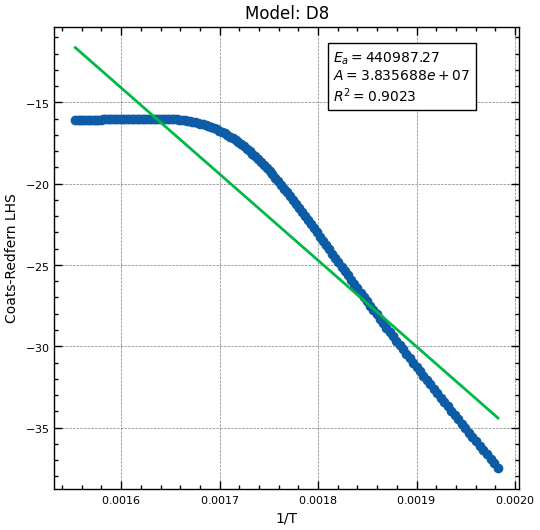 Model: D8
E_a = 440987.27
A = 3.835688e + 07
R^2 = 0.9023
Coats-Redfern LHS
−15
−20
−25
−30
−35
0.0016 0.0017 0.0018 0.0019 0.0020
1/T